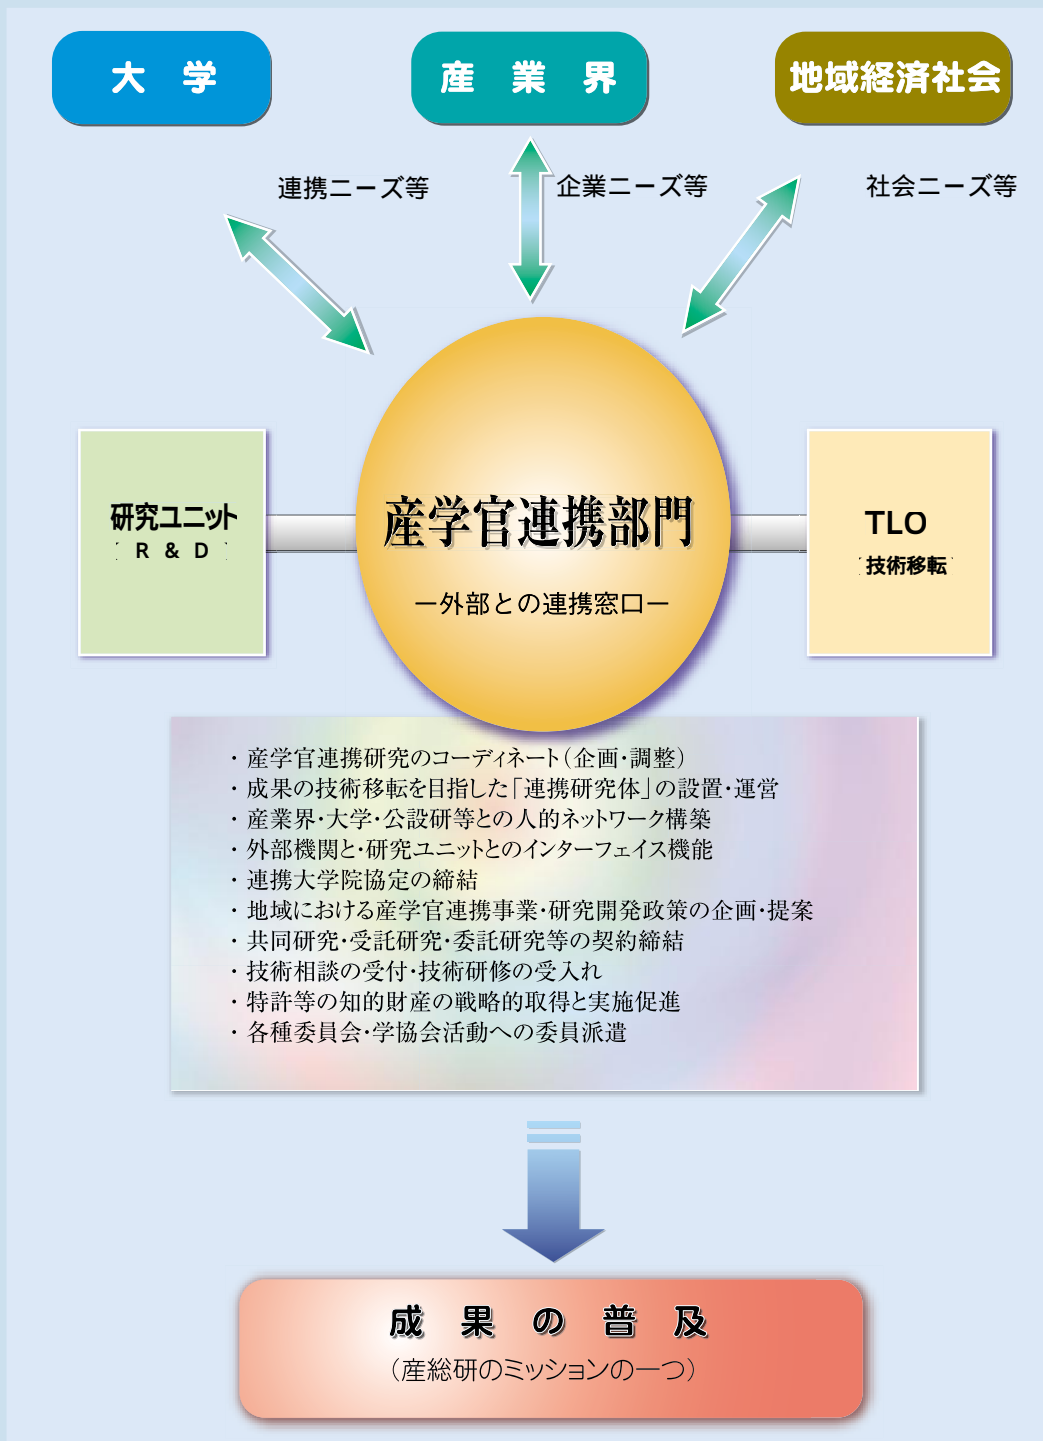 大学
産業界
地域経済社会
連携ニーズ等
企業ニーズ等
社会ニーズ等
産学官連携部門
ー外部との連携窓口ー
研究ユニット
R & D
TLO
技術移転
・産学官連携研究のコーディネート（企画・調整）
・成果の技術移転を目指した「連携研究体」の設置・運営
・産業界・大学・公設研等との人的ネットワーク構築
・外部機関と・研究ユニットとのインターフェイス機能
・連携大学院協定の締結
・地域における産学官連携事業・研究開発政策の企画・提案
・共同研究・受託研究・委託研究等の契約締結
・技術相談の受付・技術研修の受入れ
・特許等の知的財産の戦略的取得と実施促進
・各種委員会・学協会活動への委員派遣
成果の普及
（産総研のミッションの一つ）